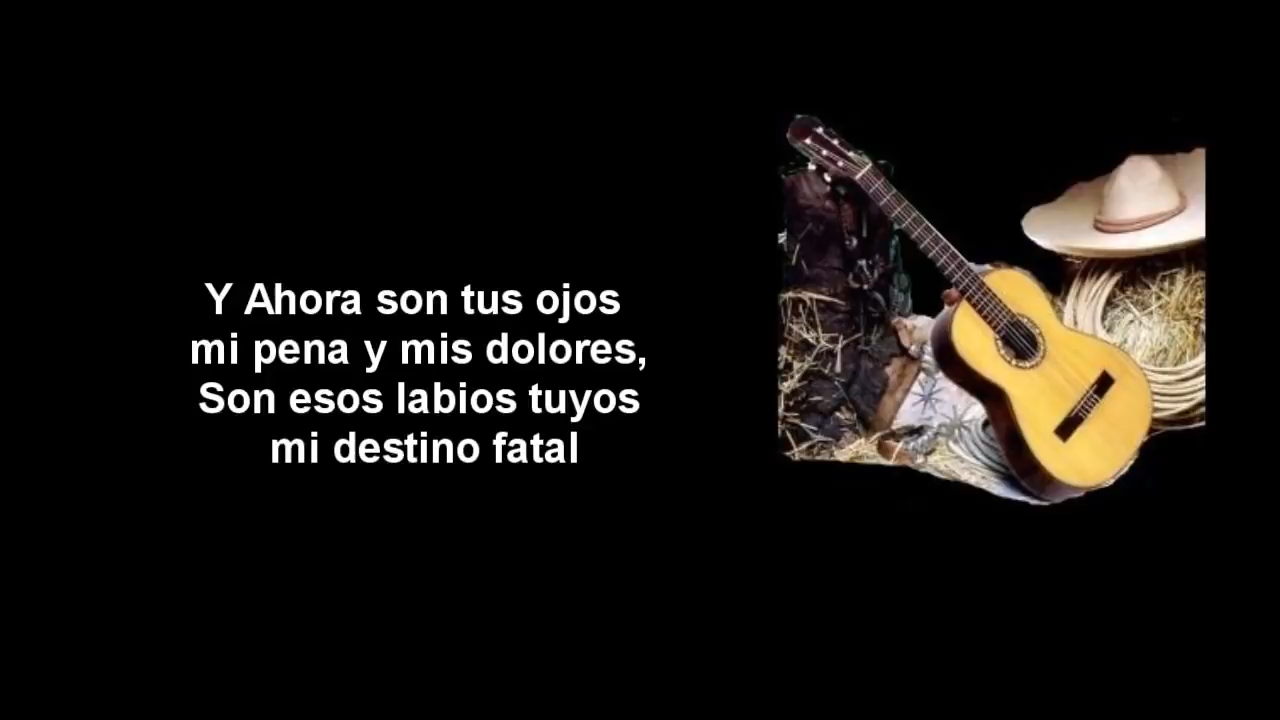 Y Ahora son tus ojos
mi pena y mis dolores,
Son esos labios tuyos
mi destino fatal